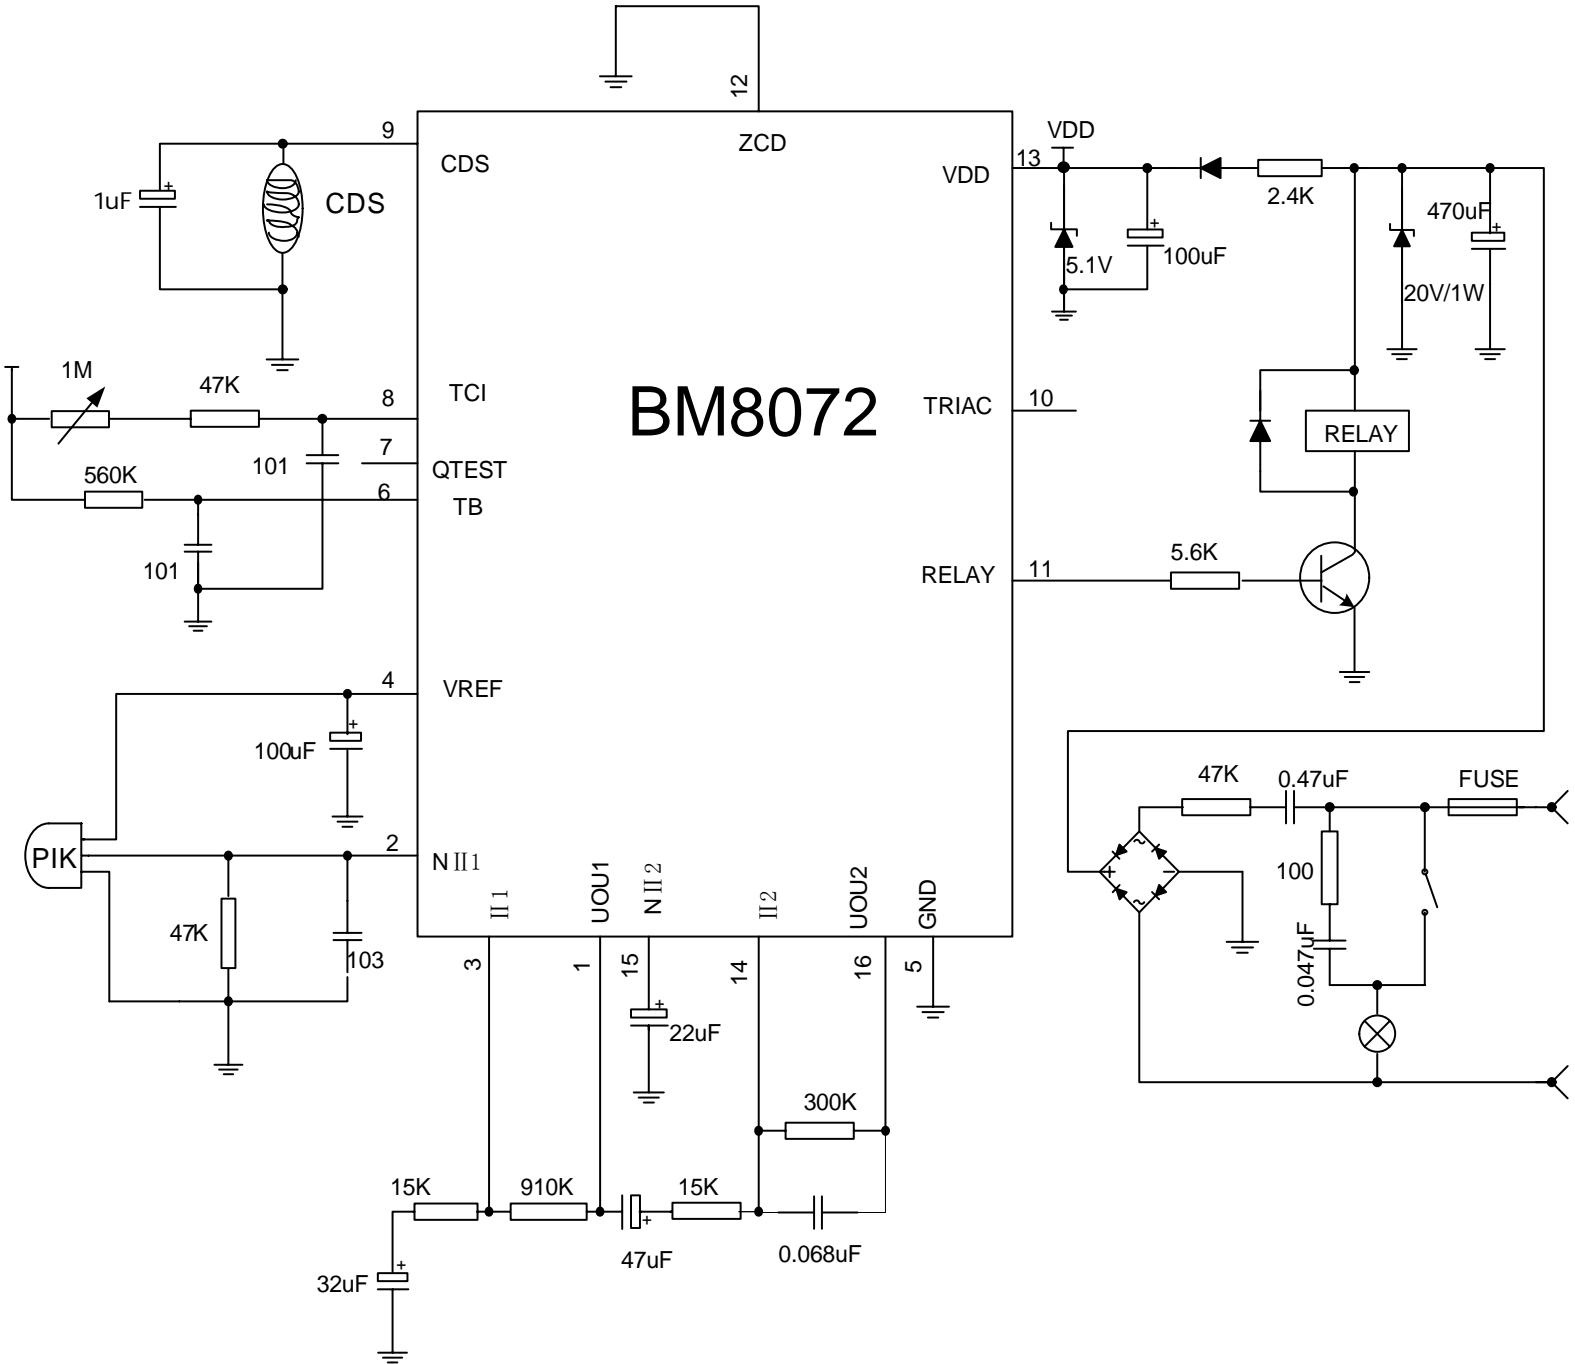 12
ZCD
9
CDS
1uF
+
CDS
VDD
13
VDD
+
5.1V
100uF
2.4K
470uF
+
20V/1W
1M
47K
8
TCI
BM8072
TRIAC
10
RELAY
7
QTEST
101
560K
6
TB
101
5.6K
RELAY
11
4
VREF
+
100uF
PIK
2
NII1
47K
103
II1
UOU1
NII2
II2
UOU2
GND
3
1
15
14
16
5
47K
0.47uF
FUSE
~
+
−
~
100
0.047uF
+
22uF
300K
15K
910K
+
47uF
15K
0.068uF
+
32uF